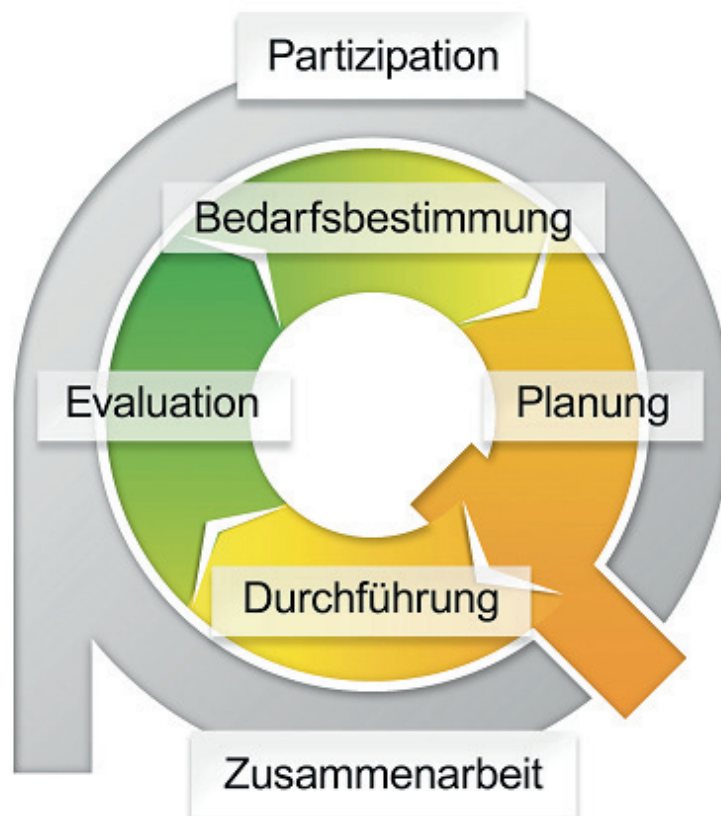 Partizipation
Bedarfsbestimmung
Evaluation
Planung
Durchführung
Zusammenarbeit